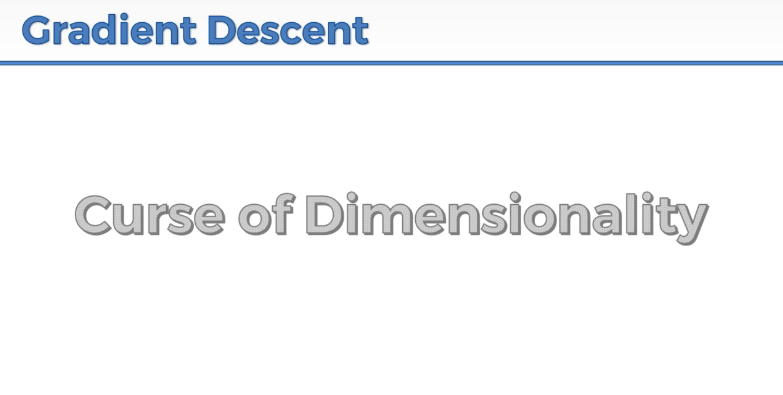 Gradient Descent
Curse of Dimensionality